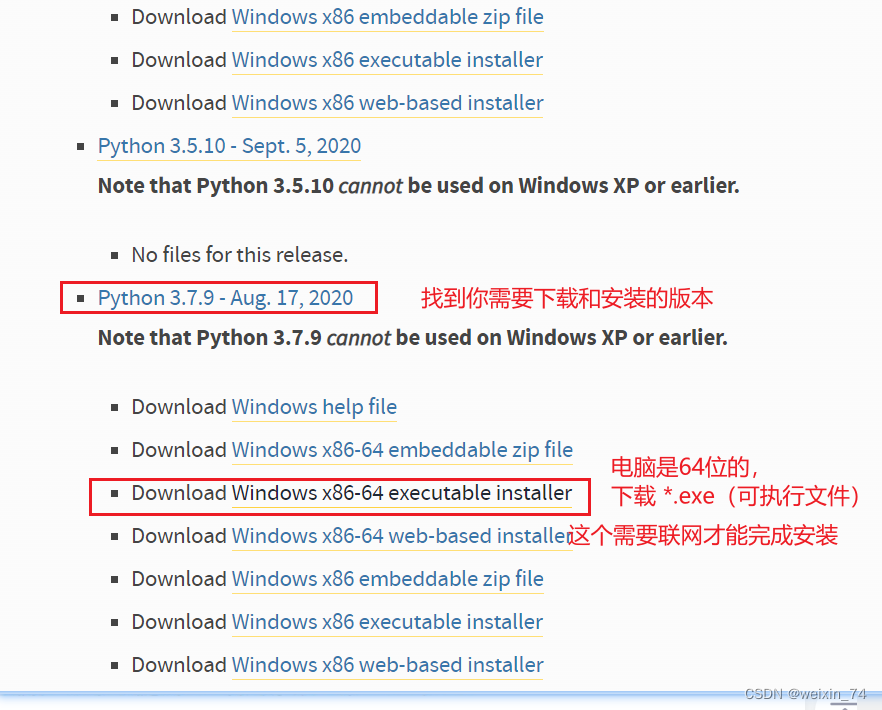 Download Windows x86 embeddable zip file
Download Windows x86 executable installer
Download Windows x86 web-based installer
Python 3.5.10 - Sept. 5, 2020
Note that Python 3.5.10 cannot be used on Windows XP or earlier.
No files for this release.
Python 3.7.9 - Aug. 17, 2020
找到你需要下载和安装的版本
Note that Python 3.7.9 cannot be used on Windows XP or earlier.
Download Windows help file
Download Windows x86-64 embeddable zip file
电脑是64位的，
Download Windows x86-64 executable installer
下载 *.exe（可执行文件）
Download Windows x86-64 web-based installer
这个需要联网才能完成安装
Download Windows x86 embeddable zip file
Download Windows x86 executable installer
Download Windows x86 web-based installer
CSDN @weixin_74